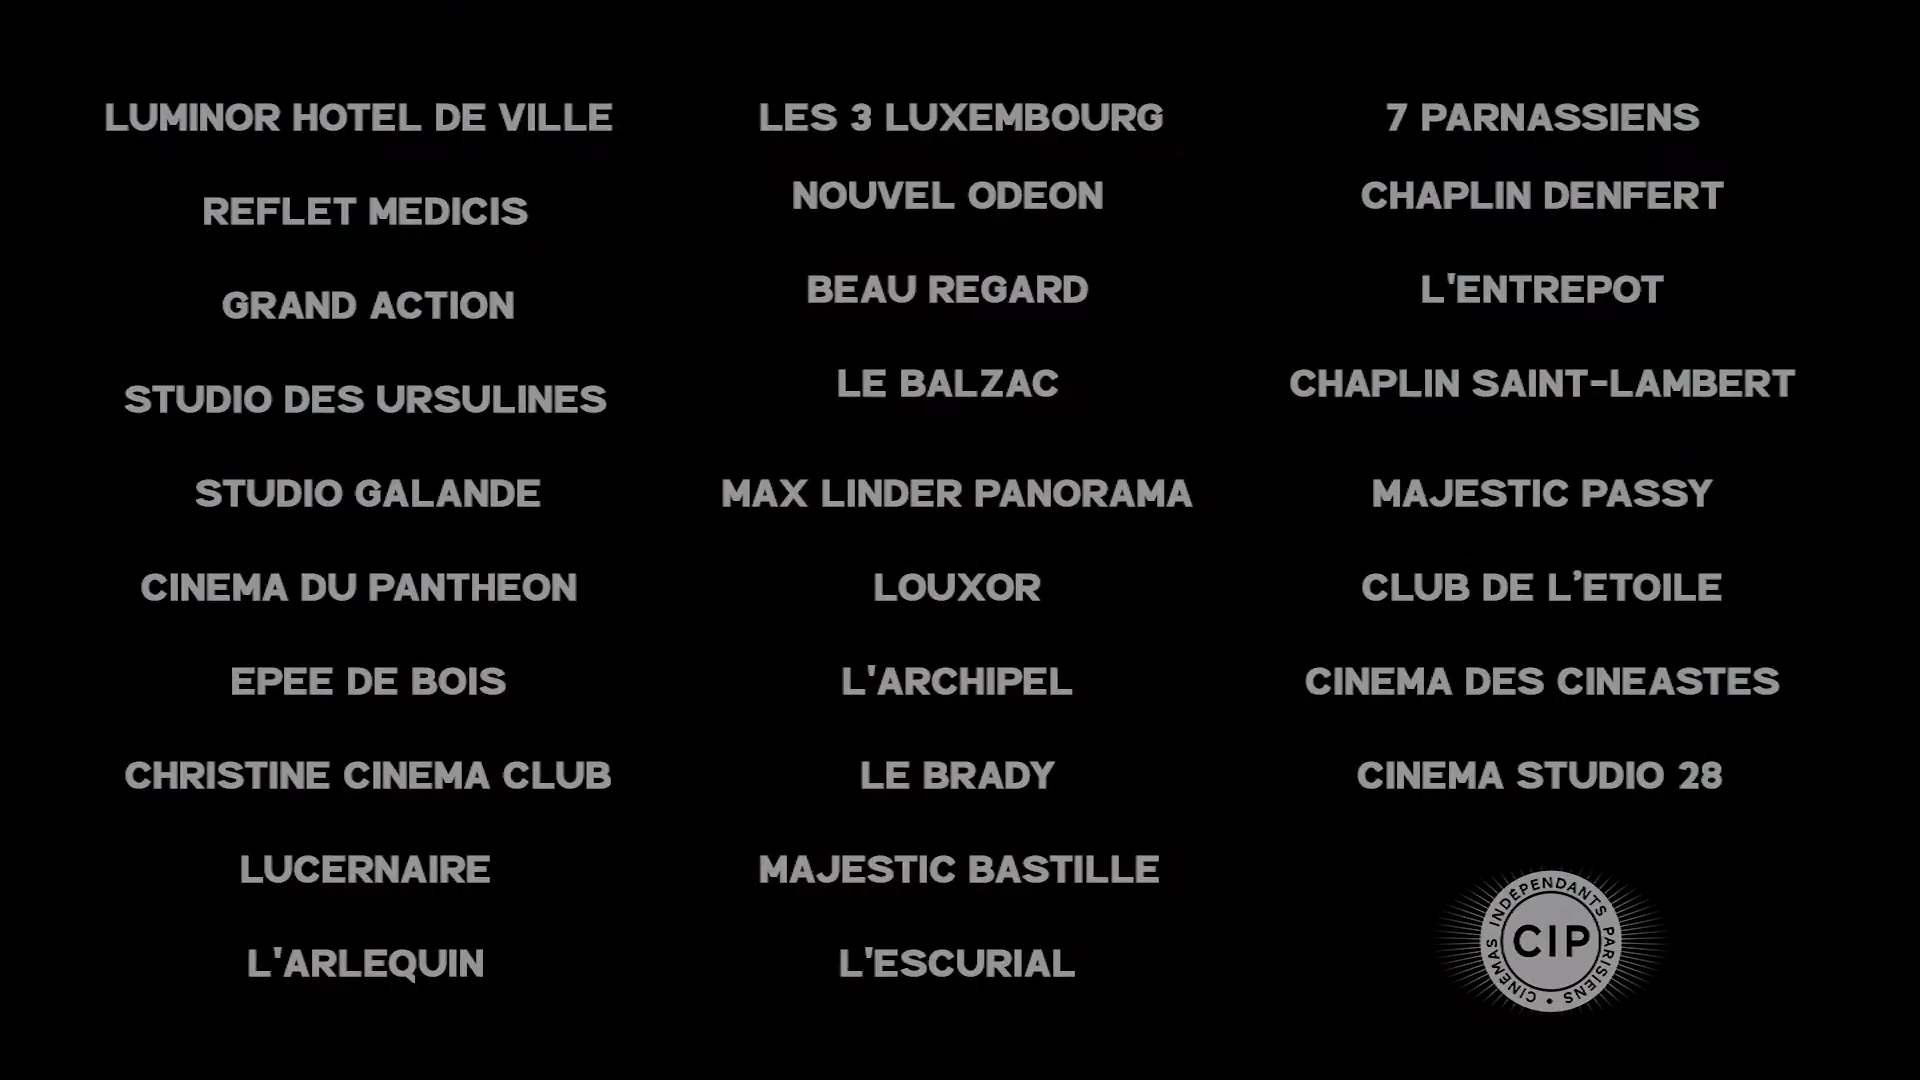 LUMINOR HOTEL DE VILLE
REFLET MEDICIS
GRAND ACTION
STUDIO DES URSULINES
STUDIO GALANDE
CINEMA DU PANTHEON
EPEE DE BOIS
CHRISTINE CINEMA CLUB
LUCERNAIRE
L'ARLEQUIN
LES 3 LUXEMBOURG
NOUVEL ODEON
BEAU REGARD
LE BALZAC
MAX LINDER PANORAMA
LOUXOR
L'ARCHIPEL
LE BRADY
MAJESTIC BASTILLE
L'ESCURIAL
7 PARNASSIENS
CHAPLIN DENFERT
L'ENTREPOT
CHAPLIN SAINT-LAMBERT
MAJESTIC PASSY
CLUB DE L’ETOILE
CINEMA DES CINEASTES
CINEMA STUDIO 28
CINÉMAS INDÉPENDANTS PARISIENS •
CIP